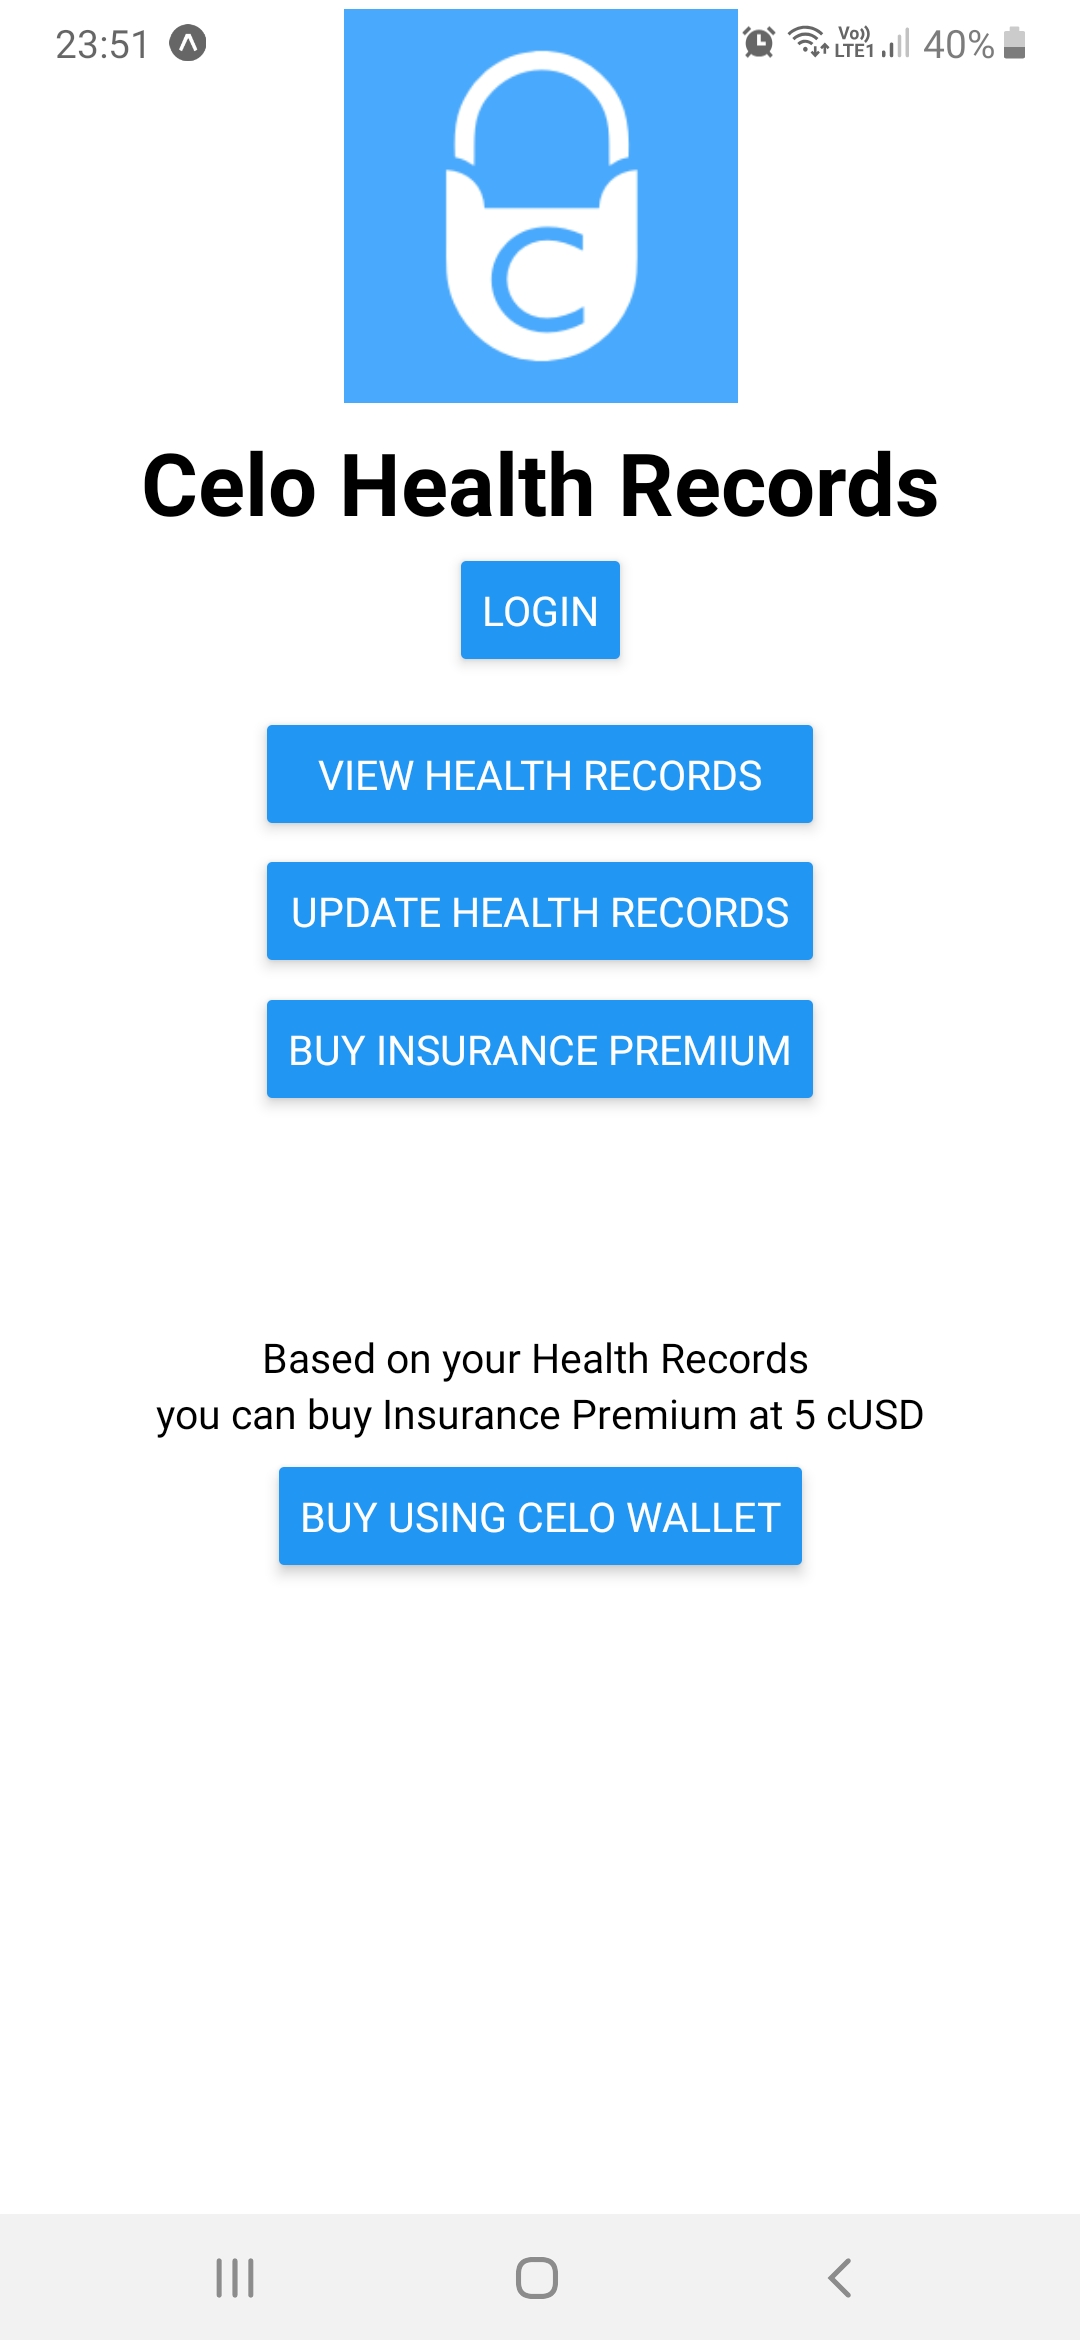 23:51
Vo)) LTE1 40%
C
Celo Health Records
LOGIN
VIEW HEALTH RECORDS
UPDATE HEALTH RECORDS
BUY INSURANCE PREMIUM
Based on your Health Records
you can buy Insurance Premium at 5 cUSD
BUY USING CELO WALLET